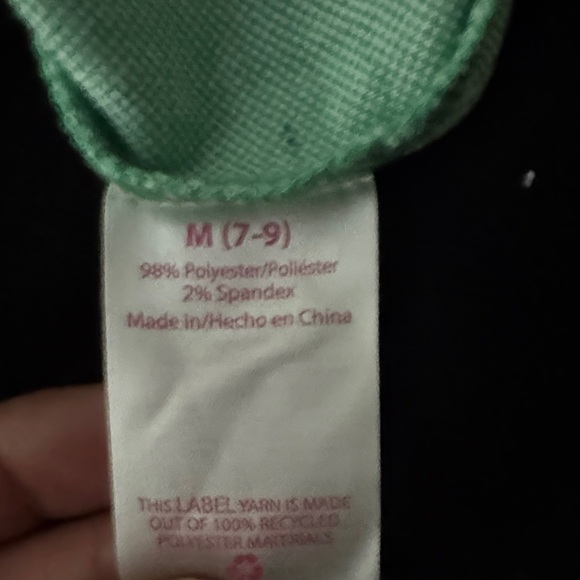 M (7-9)
98% Polyester/Poliéster
2% Spandex
Made in/Hecho en China
THIS LABEL YARN IS MADE
OUT OF 100% RECYCLED
POLYESTER MATERIALS